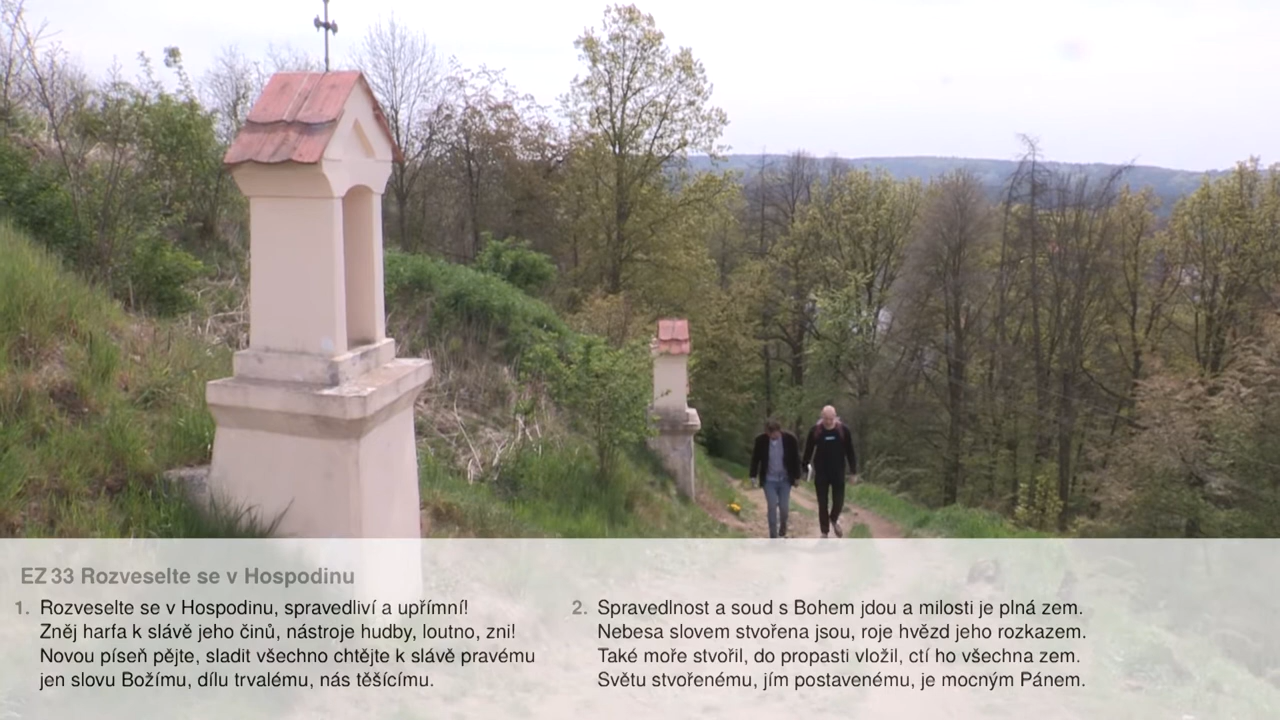 EZ 33 Rozveselte se v Hospodinu
1. Rozveselte se v Hospodinu, spravedliví a upřímní!
Zněj harfa k slávě jeho činů, nástroje hudby, loutno, zni!
Novou píseň pějte, sladit všechno chtějte k slávě pravému
jen slovu Božímu, dílu trvalému, nás těšícímu.
2. Spravedlnost a soud s Bohem jdou a milosti je plná zem.
Nebesa slovem stvořena jsou, roje hvězd jeho rozkazem.
Také moře stvořil, do propasti vložil, ctí ho všechna zem.
Světu stvořenému, jím postavenému, je mocným Pánem.